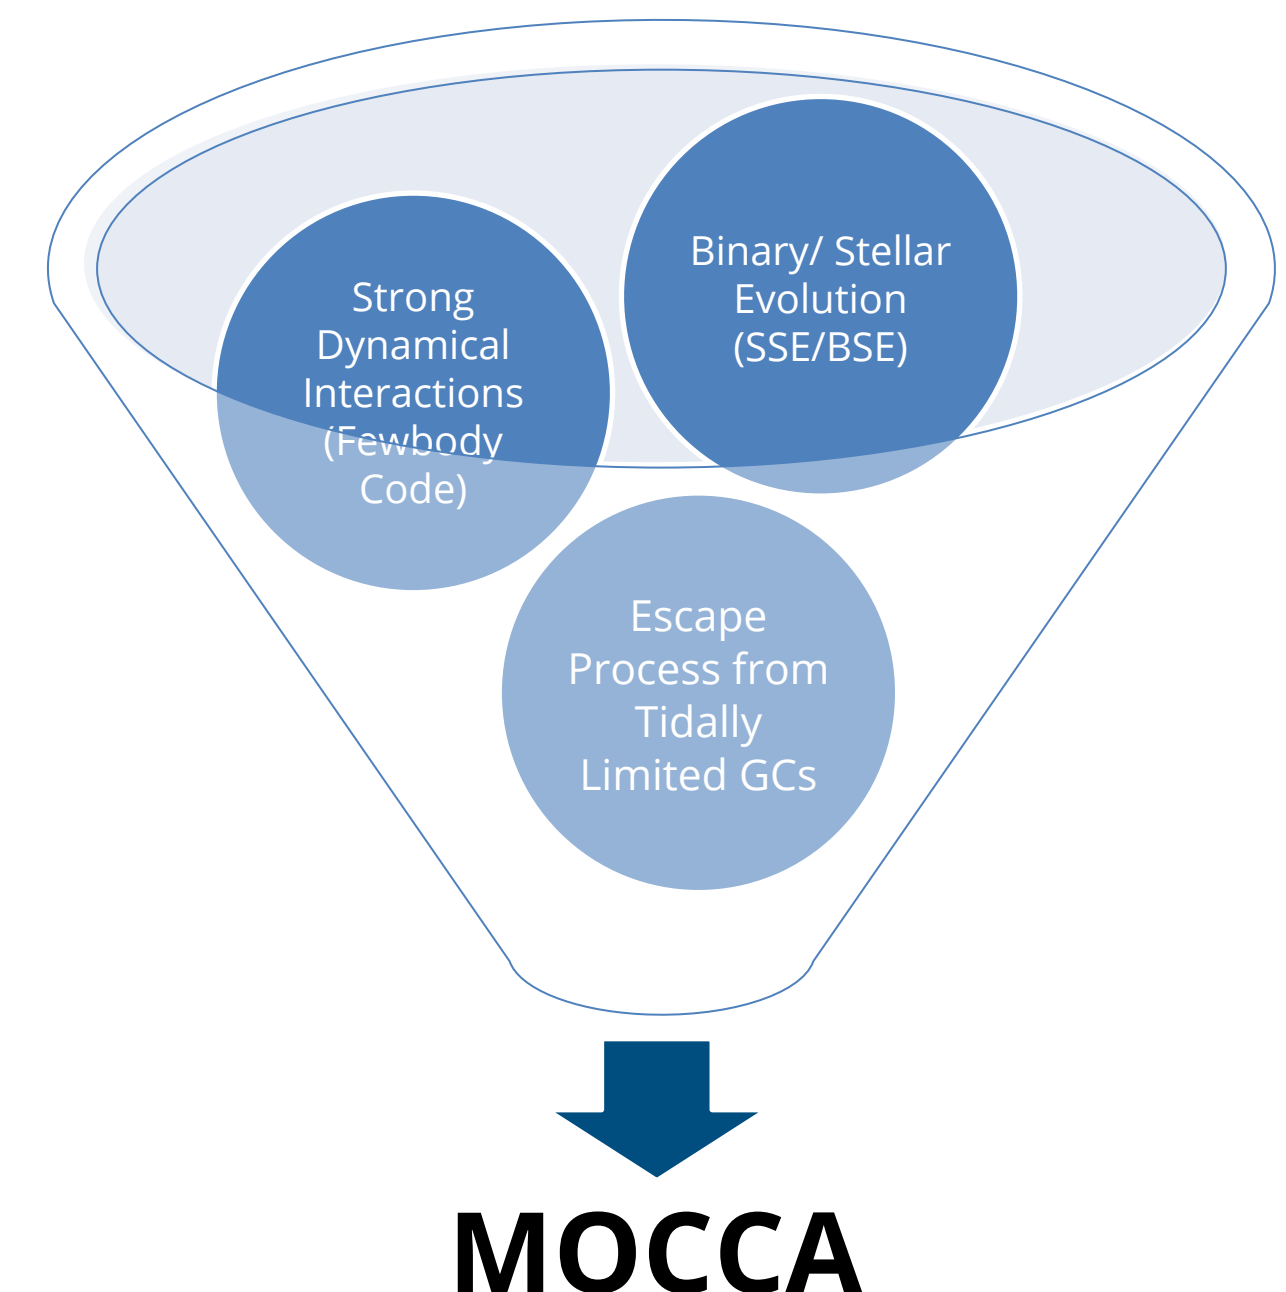 Binary/ Stellar
Evolution
(SSE/BSE)
Strong
Dynamical
Interactions
(Fewbody
Code)
Escape
Process from
Tidally
Limited GCs
MOCCA